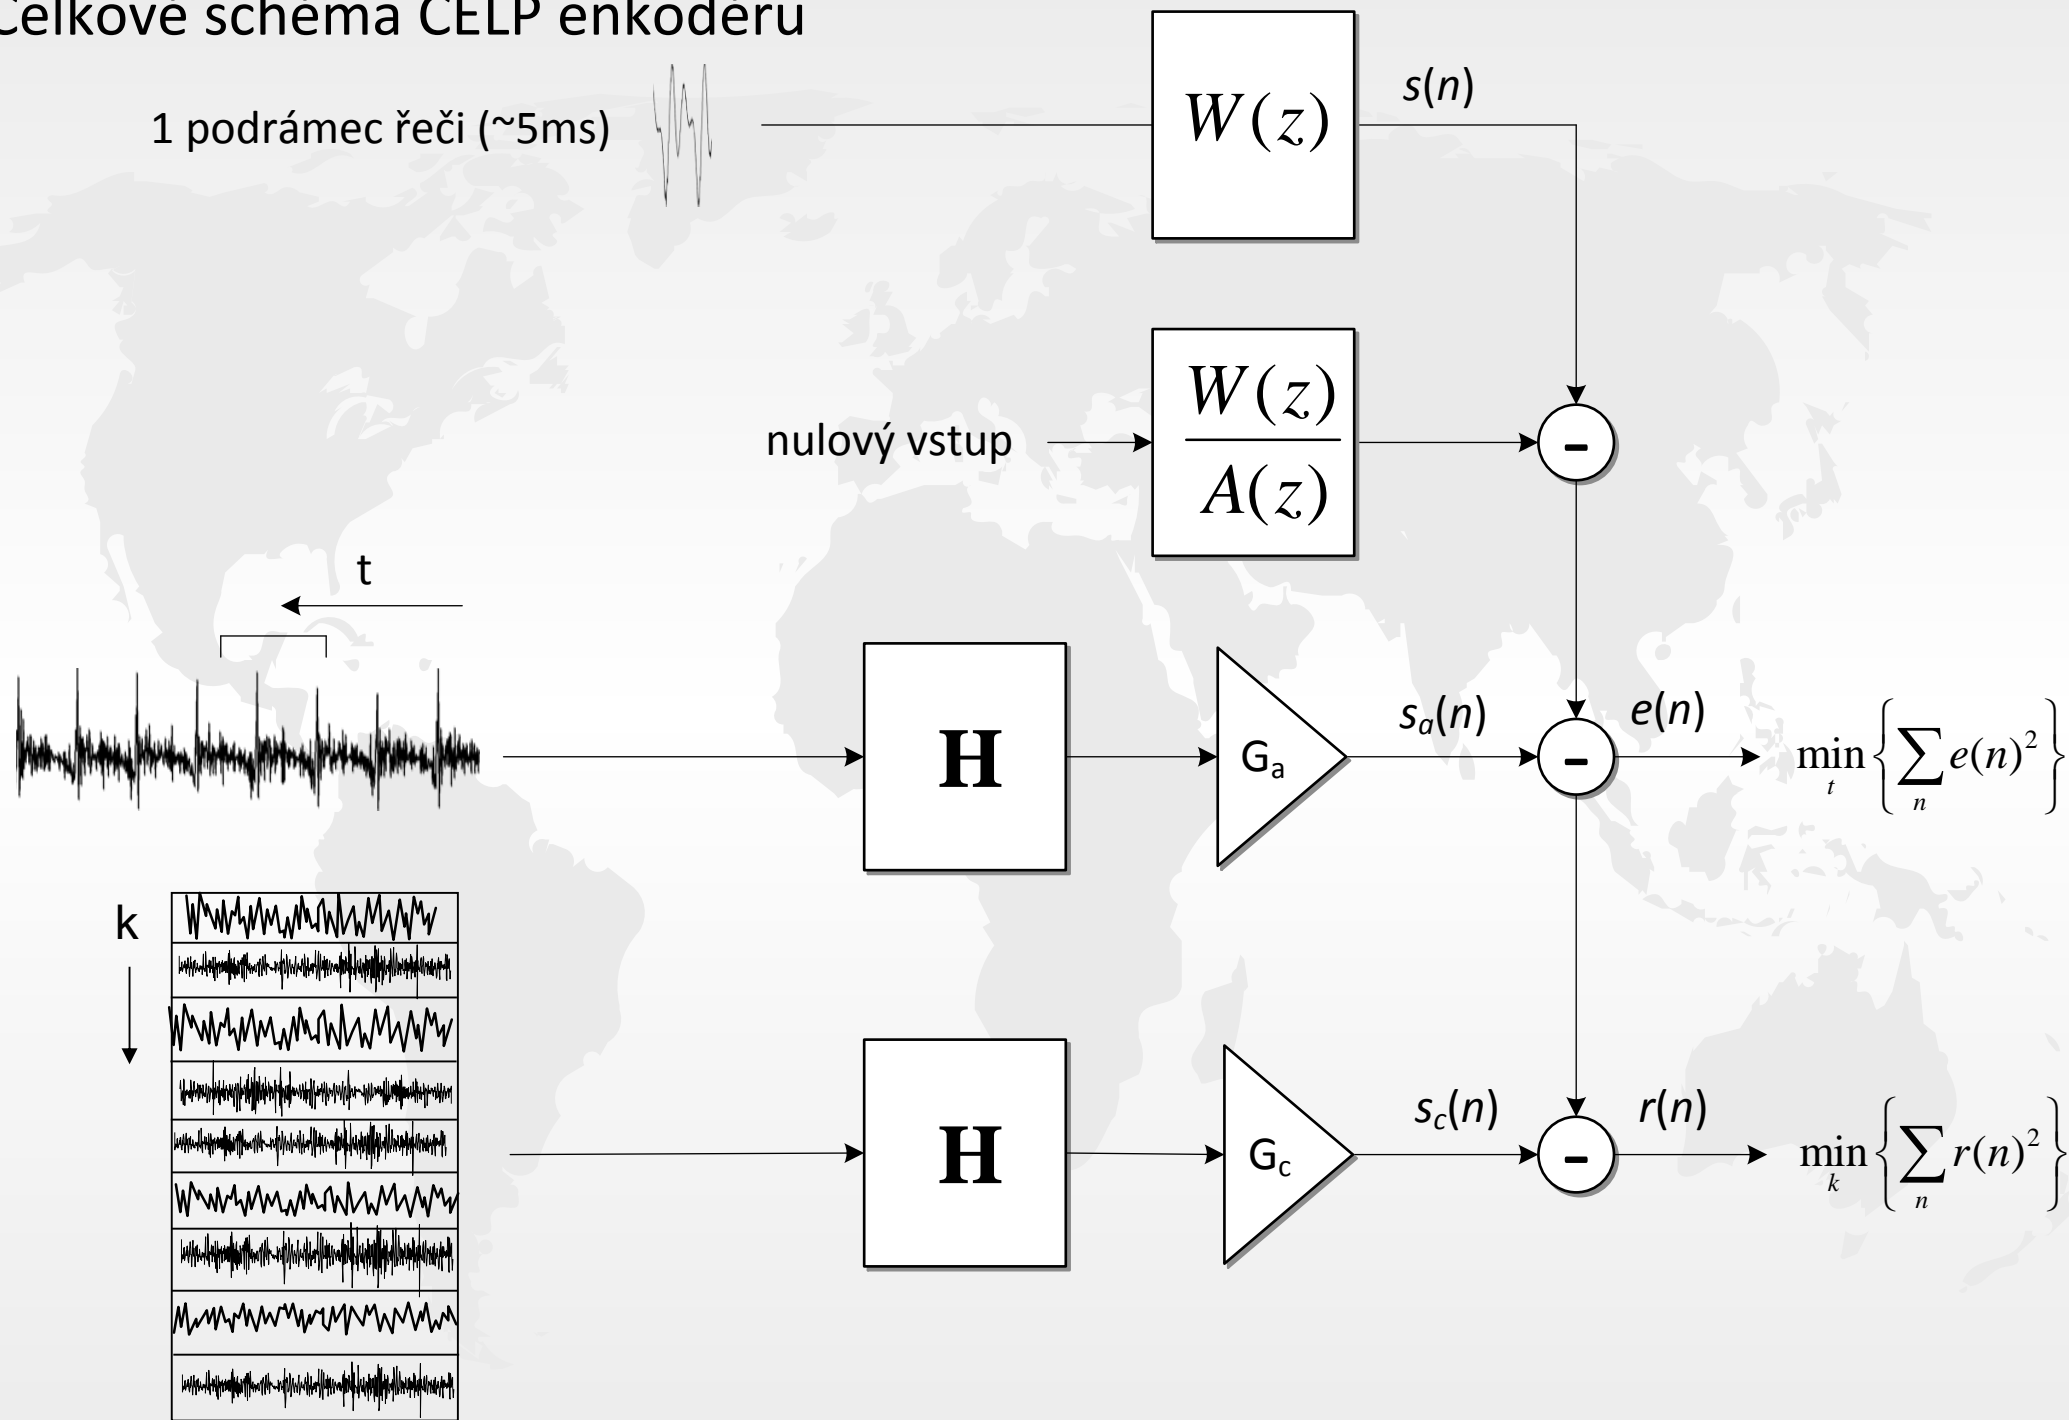 Celkové schéma CELP enkodéru
1 podrámec řeči (~5ms)
W(z)
s(n)
nulový vstup
W(z)
A(z)
-
t
H
Ga
sa(n)
-
e(n)
min t { ∑ n e(n)² }
k
H
Gc
sc(n)
-
r(n)
min k { ∑ n r(n)² }